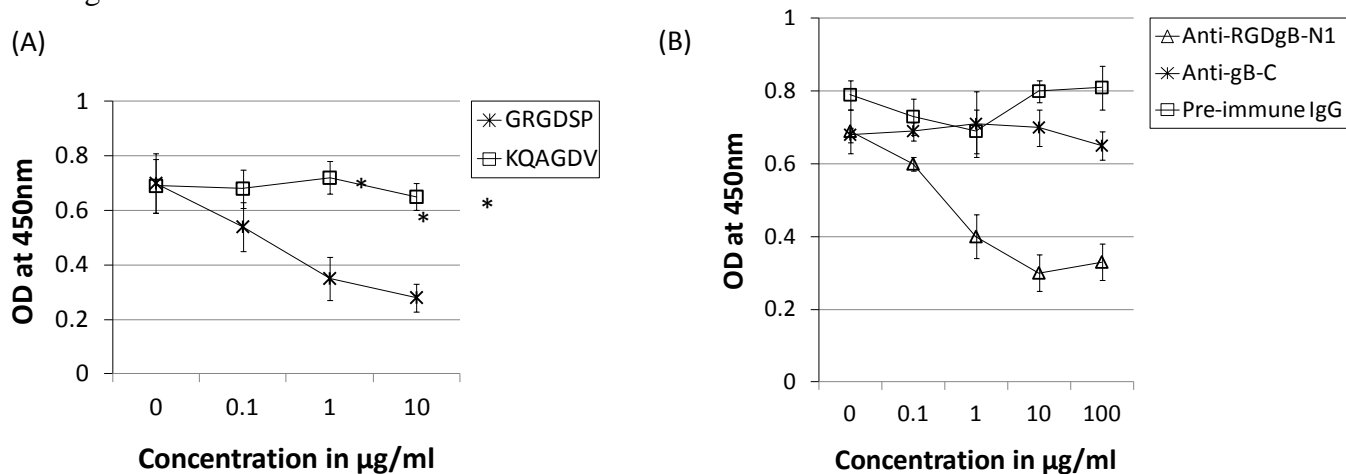 (A)
GRGDSP
KQAGDV
OD at 450nm
1
0.8
0.6
0.4
0.2
0
*
*
*
0 0.1 1 10
Concentration in µg/ml
(B)
Anti-RGDgB-N1
Anti-gB-C
Pre-immune IgG
OD at 450nm
1
0.8
0.6
0.4
0.2
0
0 0.1 1 10 100
Concentration in µg/ml